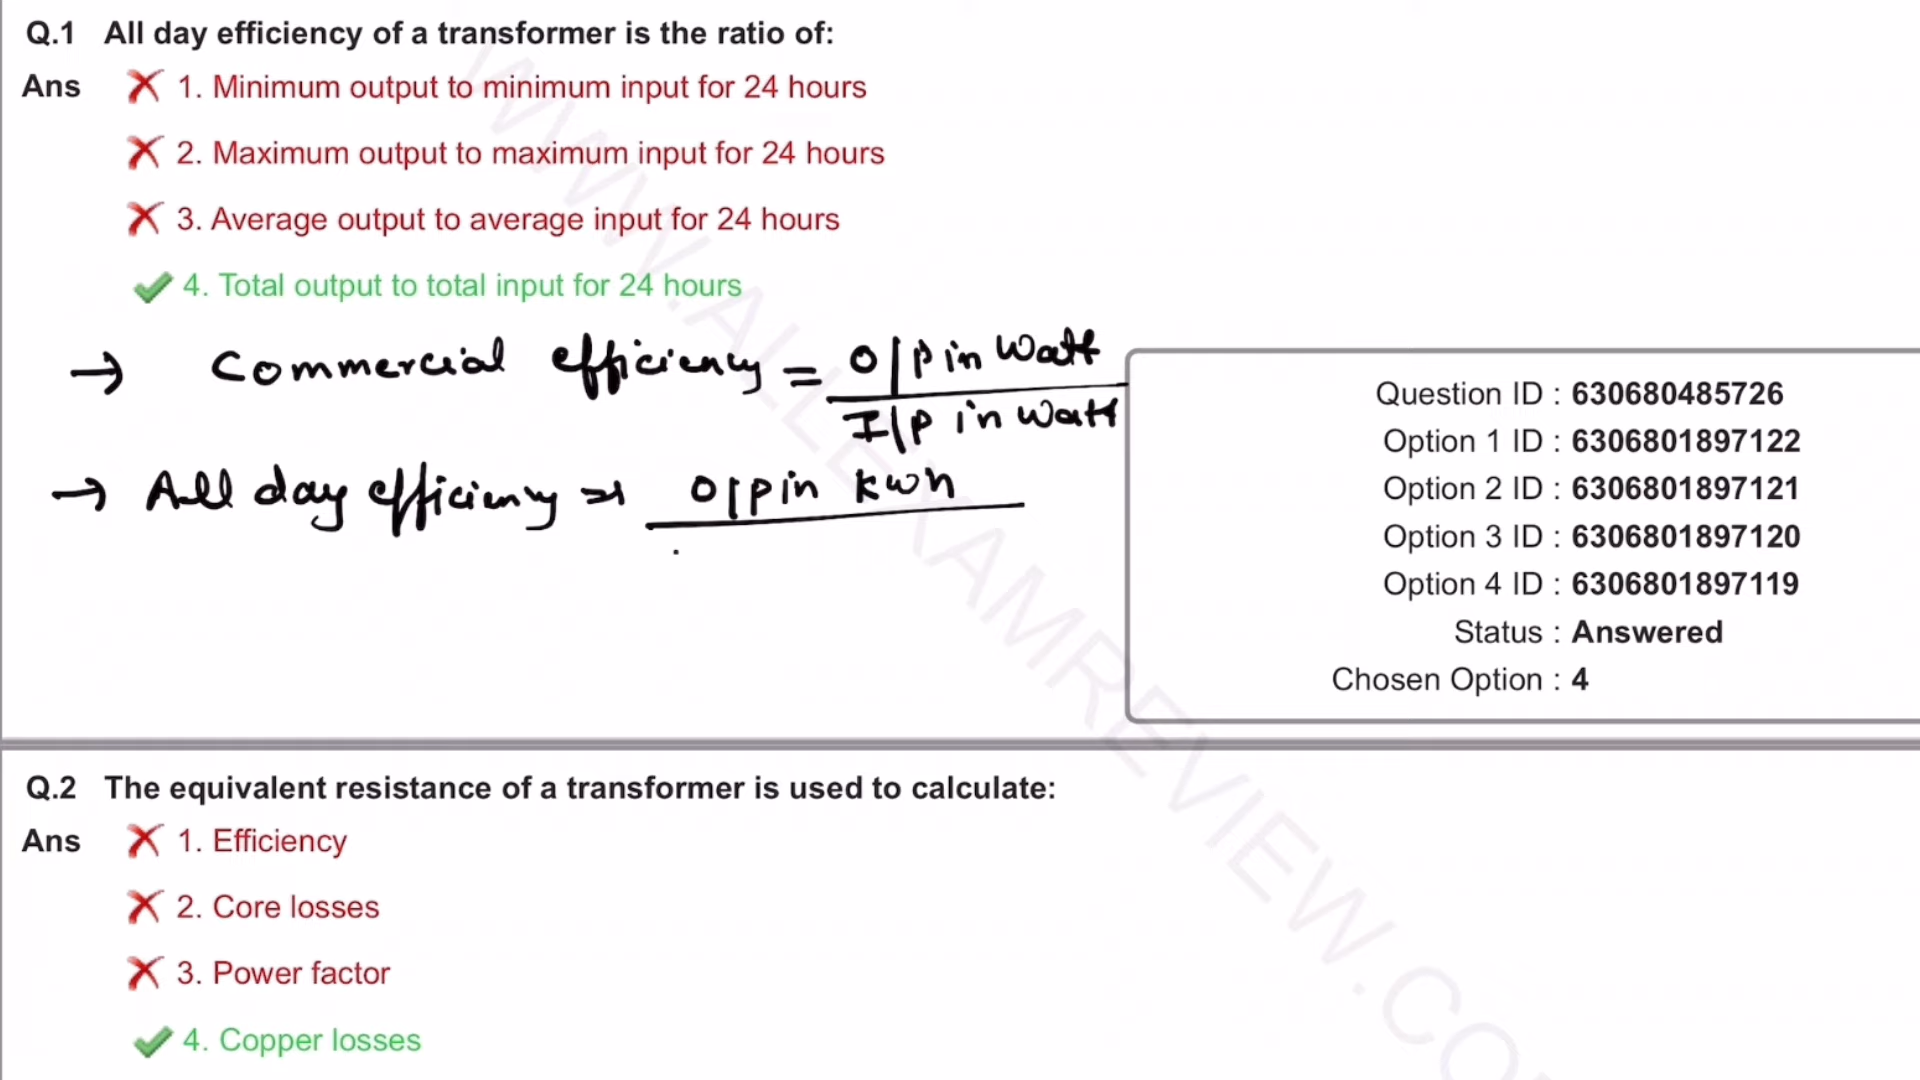 Q.1 All day efficiency of a transformer is the ratio of:
Ans 1. Minimum output to minimum input for 24 hours
2. Maximum output to maximum input for 24 hours
3. Average output to average input for 24 hours
4. Total output to total input for 24 hours
→ Commercial efficiency = O/p in Watt
I/P in Watt
→ All day efficiency ⇒ O/p in kwh
Question ID : 630680485726
Option 1 ID : 6306801897122
Option 2 ID : 6306801897121
Option 3 ID : 6306801897120
Option 4 ID : 6306801897119
Status : Answered
Chosen Option : 4
Q.2 The equivalent resistance of a transformer is used to calculate:
Ans 1. Efficiency
2. Core losses
3. Power factor
4. Copper losses
WWW.ALLEXAMREVIEW.CO